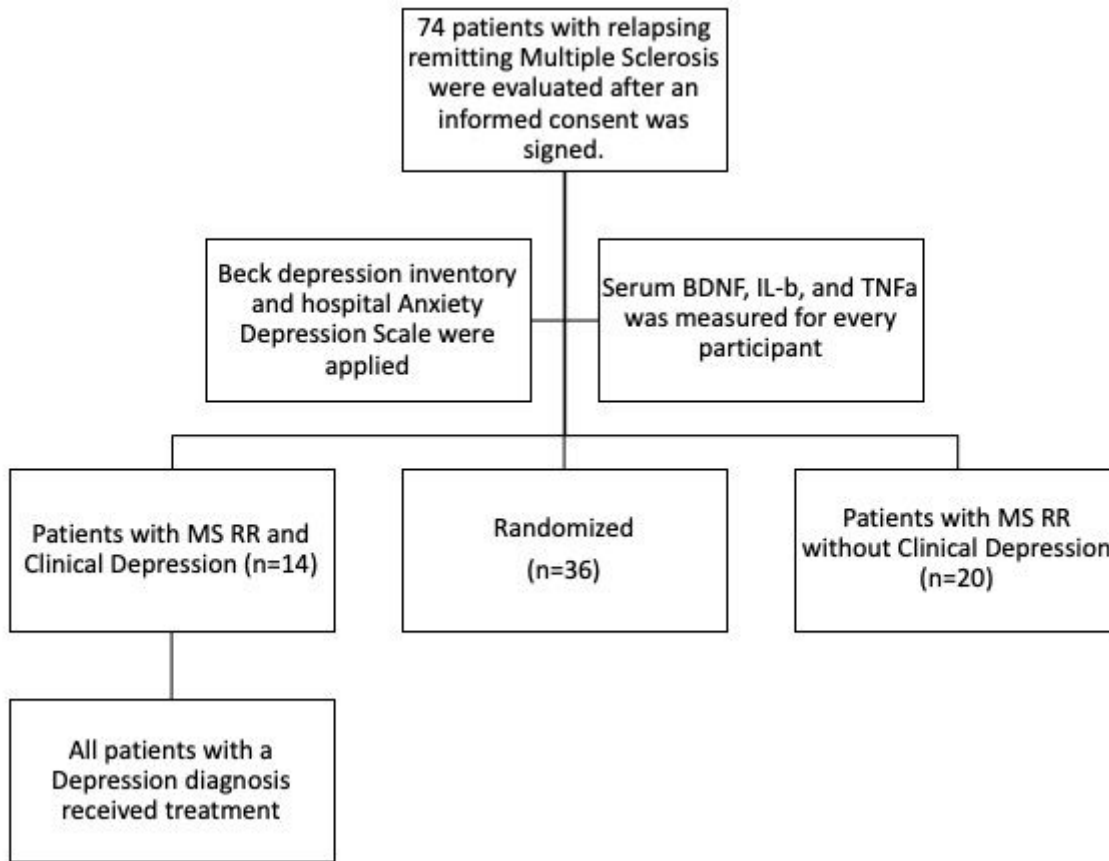 74 patients with relapsing
remitting Multiple Sclerosis
were evaluated after an
informed consent was
signed.
Beck depression inventory
and hospital Anxiety
Depression Scale were
applied
Serum BDNF, IL-b, and TNFa
was measured for every
participant
Patients with MS RR and
Clinical Depression (n=14)
Randomized
(n=36)
Patients with MS RR
without Clinical Depression
(n=20)
All patients with a
Depression diagnosis
received treatment